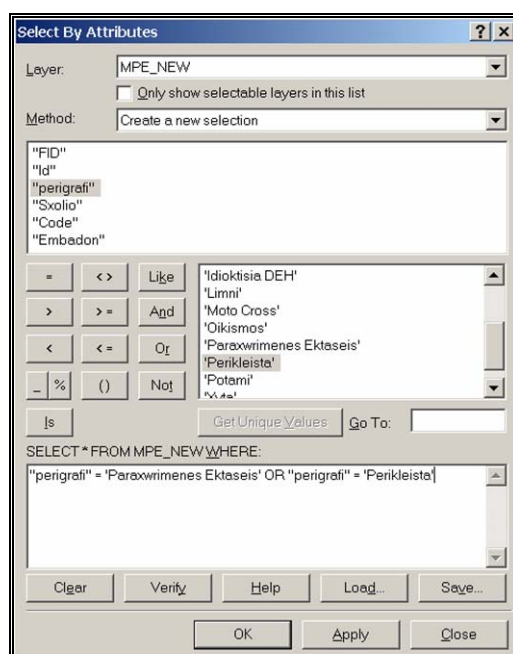 Select By Attributes
Layer: MPE_NEW
Only show selectable layers in this list
Method: Create a new selection
"FID"
"Id"
"perigrafi"
"Sxolio"
"Code"
"Embadon"
= <> Like
> >= And
< <= Or
_ % () Not
Is
'Idioktisia DEH'
'Limni'
'Moto Cross'
'Oikismos'
'Paraxwrimenes Ektaseis'
'Perikleista'
'Potami'
Get Unique Values Go To:
SELECT * FROM MPE_NEW WHERE:
"perigrafi" = 'Paraxwrimenes Ektaseis' OR "perigrafi" = 'Perikleista'
Clear Verify Help Load... Save...
OK Apply Close